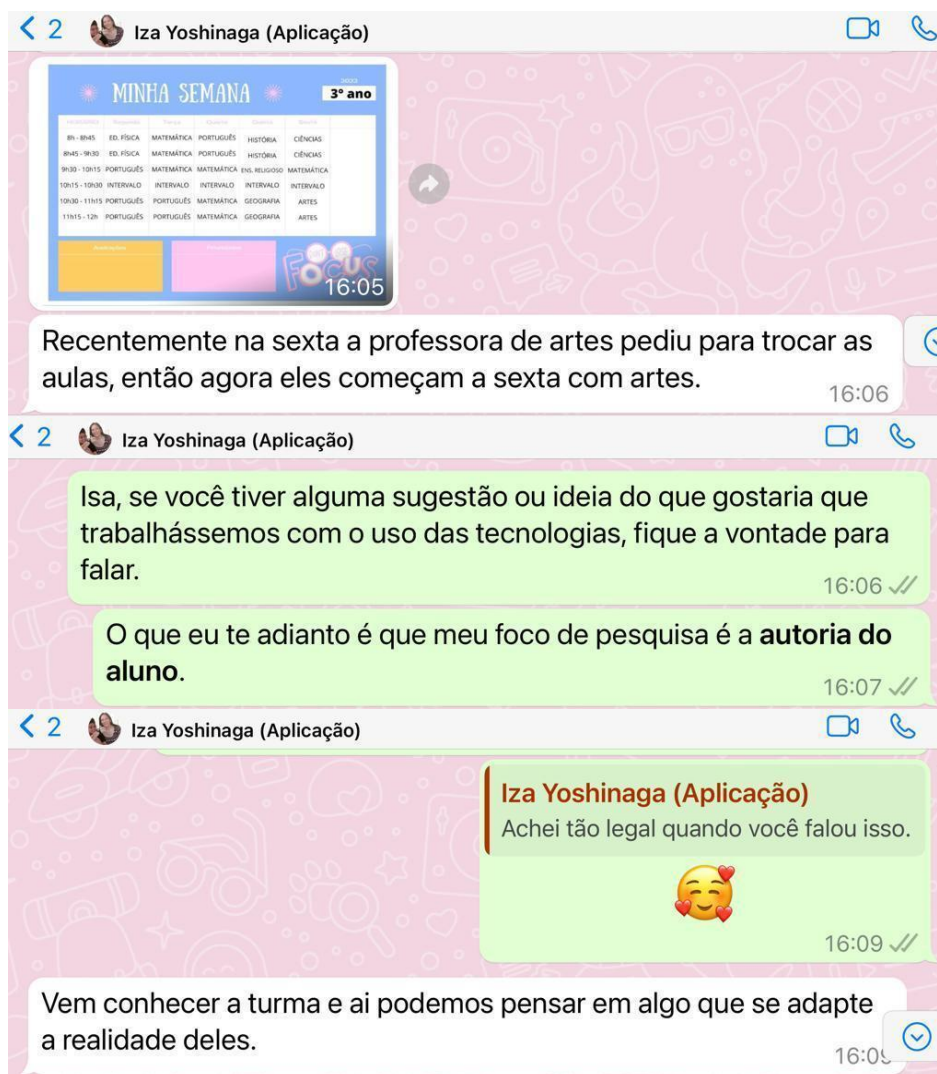 2 Iza Yoshinaga (Aplicação)
MINHA SEMANA
2022
3º ano
8h - 8h45 ED. FÍSICA MATEMÁTICA PORTUGUÊS HISTÓRIA CIÊNCIAS
8h45 - 9h30 ED. FÍSICA MATEMÁTICA PORTUGUÊS HISTÓRIA CIÊNCIAS
9h30 - 10h15 PORTUGUÊS MATEMÁTICA MATEMÁTICA ENS. RELIGIOSO MATEMÁTICA
10h15 - 10h30 INTERVALO INTERVALO INTERVALO INTERVALO INTERVALO
10h30 - 11h15 PORTUGUÊS PORTUGUÊS MATEMÁTICA GEOGRAFIA ARTES
11h15 - 12h PORTUGUÊS PORTUGUÊS MATEMÁTICA GEOGRAFIA ARTES
FOCUS
16:05
Recentemente na sexta a professora de artes pediu para trocar as
aulas, então agora eles começam a sexta com artes.
16:06
2 Iza Yoshinaga (Aplicação)
Isa, se você tiver alguma sugestão ou ideia do que gostaria que
trabalhássemos com o uso das tecnologias, fique a vontade para
falar.
16:06
O que eu te adianto é que meu foco de pesquisa é a autoria do
aluno.
16:07
2 Iza Yoshinaga (Aplicação)
Iza Yoshinaga (Aplicação)
Achei tão legal quando você falou isso.
16:09
Vem conhecer a turma e ai podemos pensar em algo que se adapte
a realidade deles.
16:09